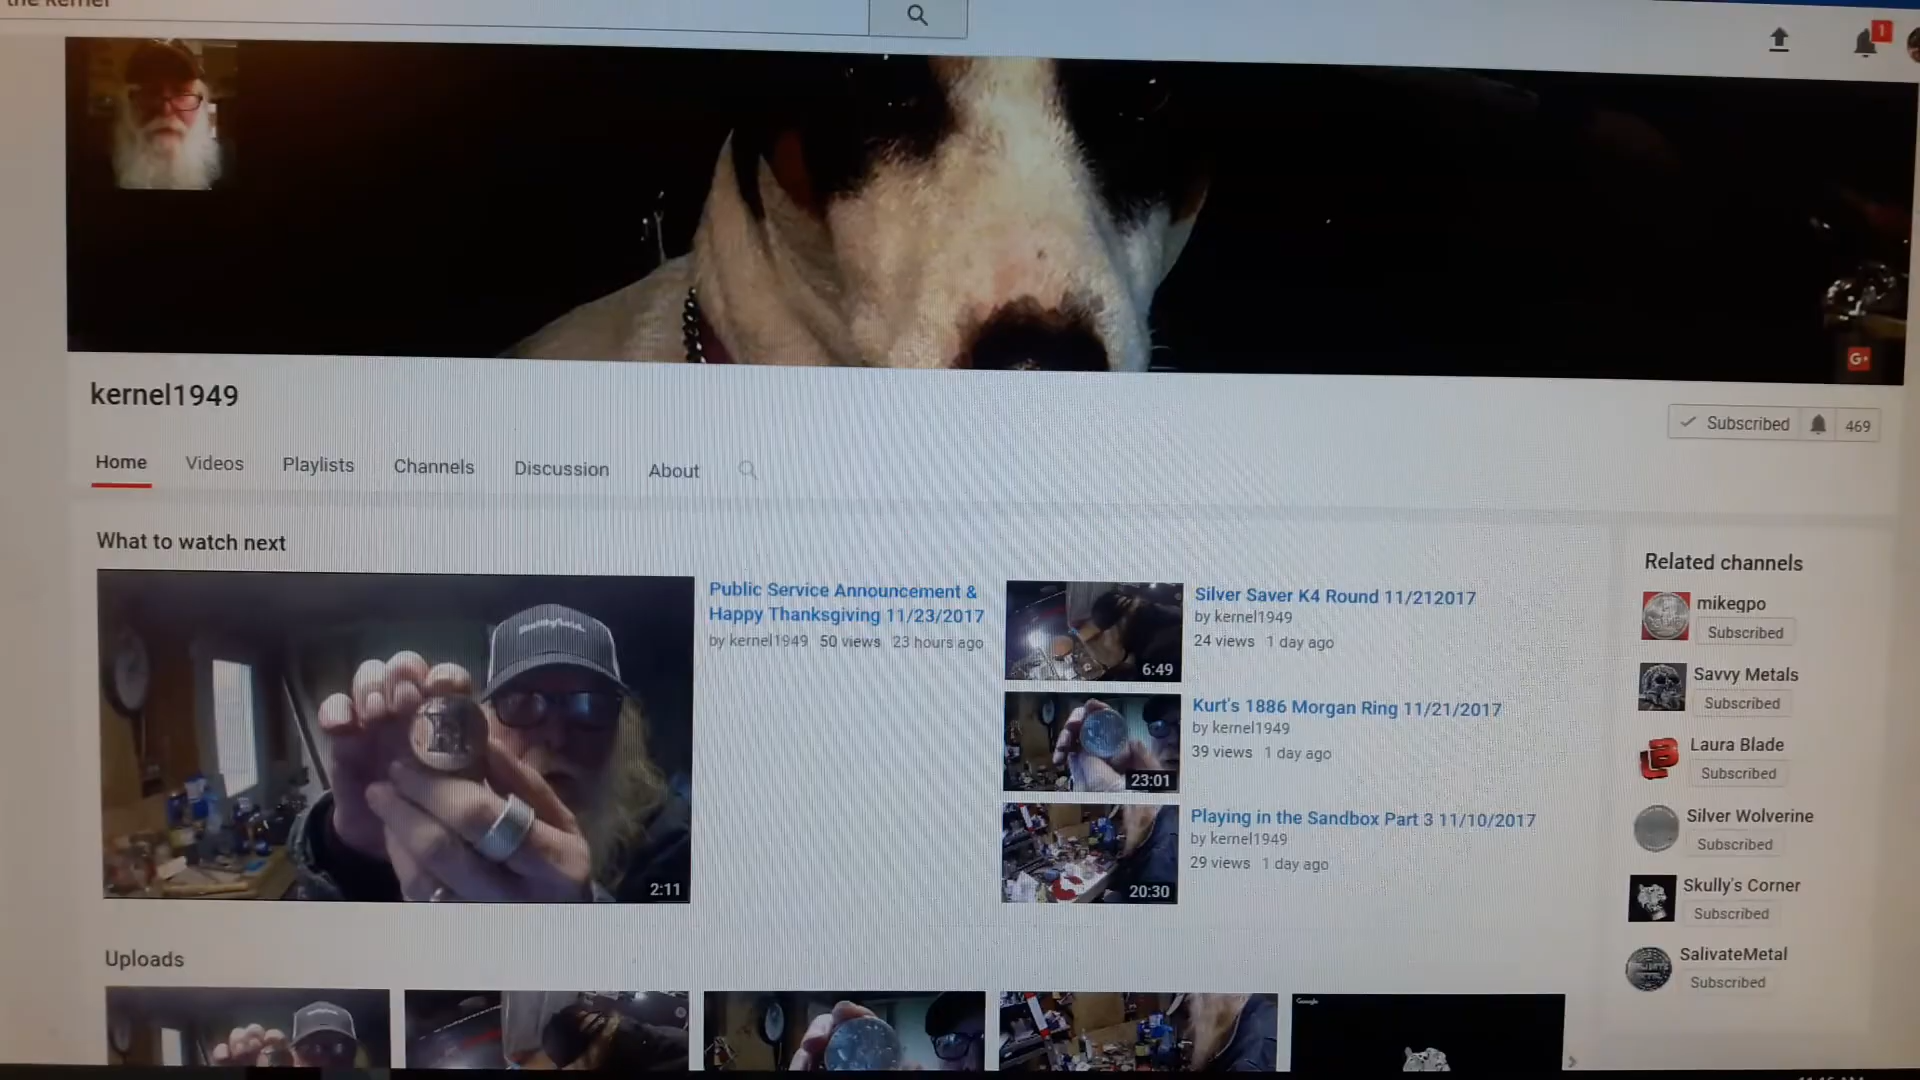 the kernel
1
G+
kernel1949
Subscribed 469
Home Videos Playlists Channels Discussion About
What to watch next
Public Service Announcement &
Happy Thanksgiving 11/23/2017
by kernel1949 50 views 23 hours ago
2:11
Silver Saver K4 Round 11/212017
by kernel1949
24 views 1 day ago
6:49
Kurt's 1886 Morgan Ring 11/21/2017
by kernel1949
39 views 1 day ago
23:01
Playing in the Sandbox Part 3 11/10/2017
by kernel1949
29 views 1 day ago
20:30
Related channels
mikegpo
Subscribed
Savvy Metals
Subscribed
Laura Blade
Subscribed
Silver Wolverine
Subscribed
Skully's Corner
Subscribed
SalivateMetal
Subscribed
Uploads
Google